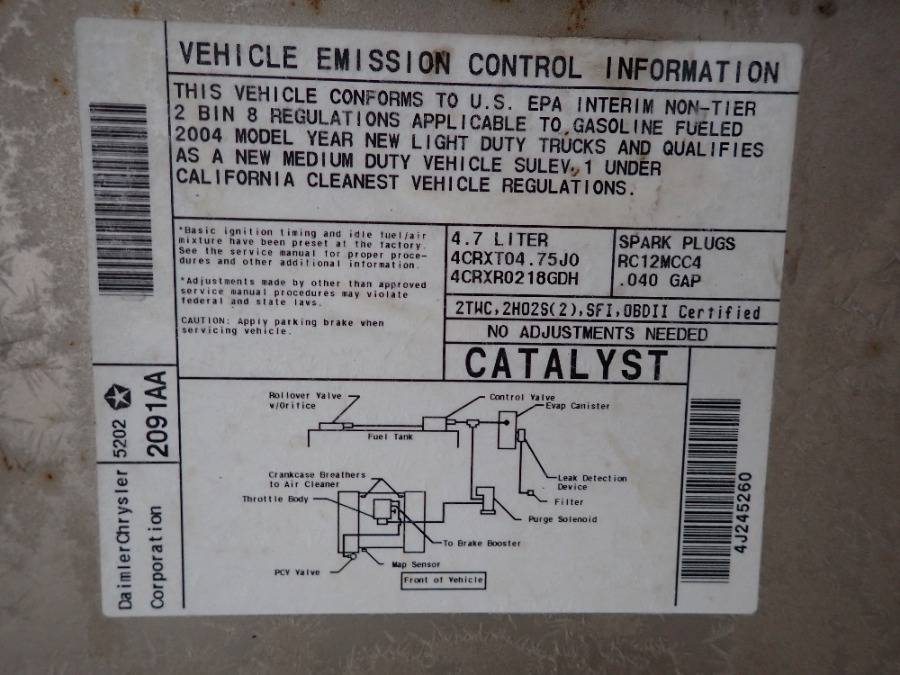 VEHICLE EMISSION CONTROL INFORMATION
THIS VEHICLE CONFORMS TO U.S. EPA INTERIM NON-TIER
2 BIN 8 REGULATIONS APPLICABLE TO GASOLINE FUELED
2004 MODEL YEAR NEW LIGHT DUTY TRUCKS AND QUALIFIES
AS A NEW MEDIUM DUTY VEHICLE SULEV 1 UNDER
CALIFORNIA CLEANEST VEHICLE REGULATIONS.
*Basic ignition timing and idle fuel/air
mixture have been preset at the factory.
See the service manual for proper proce-
dures and other additional information.
*Adjustments made by other than approved
service manual procedures may violate
federal and state laws.
CAUTION: Apply parking brake when
servicing vehicle.
4.7 LITER
4CRXT04.75J0
4CRXR0218GDH
SPARK PLUGS
RC12MCC4
.040 GAP
2TWC,2HO2S(2),SFI,OBDII Certified
NO ADJUSTMENTS NEEDED
CATALYST
Rollover Valve
w/Orifice
Control Valve
Evap Canister
Fuel Tank
Crankcase Breathers
to Air Cleaner
Leak Detection
Device
Throttle Body
Filter
Purge Solenoid
To Brake Booster
Map Sensor
PCV Valve
Front of Vehicle
DaimlerChrysler
Corporation
5202
2091AA
4J245260